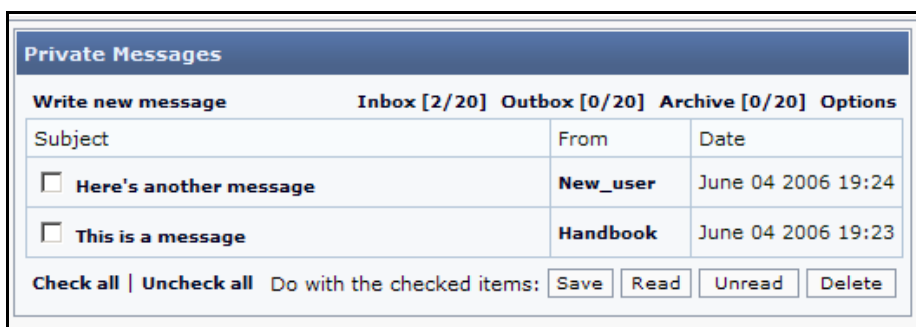 Private Messages
Write new message Inbox [2/20] Outbox [0/20] Archive [0/20] Options
Subject From Date
Here's another message New_user June 04 2006 19:24
This is a message Handbook June 04 2006 19:23
Check all | Uncheck all Do with the checked items: Save Read Unread Delete